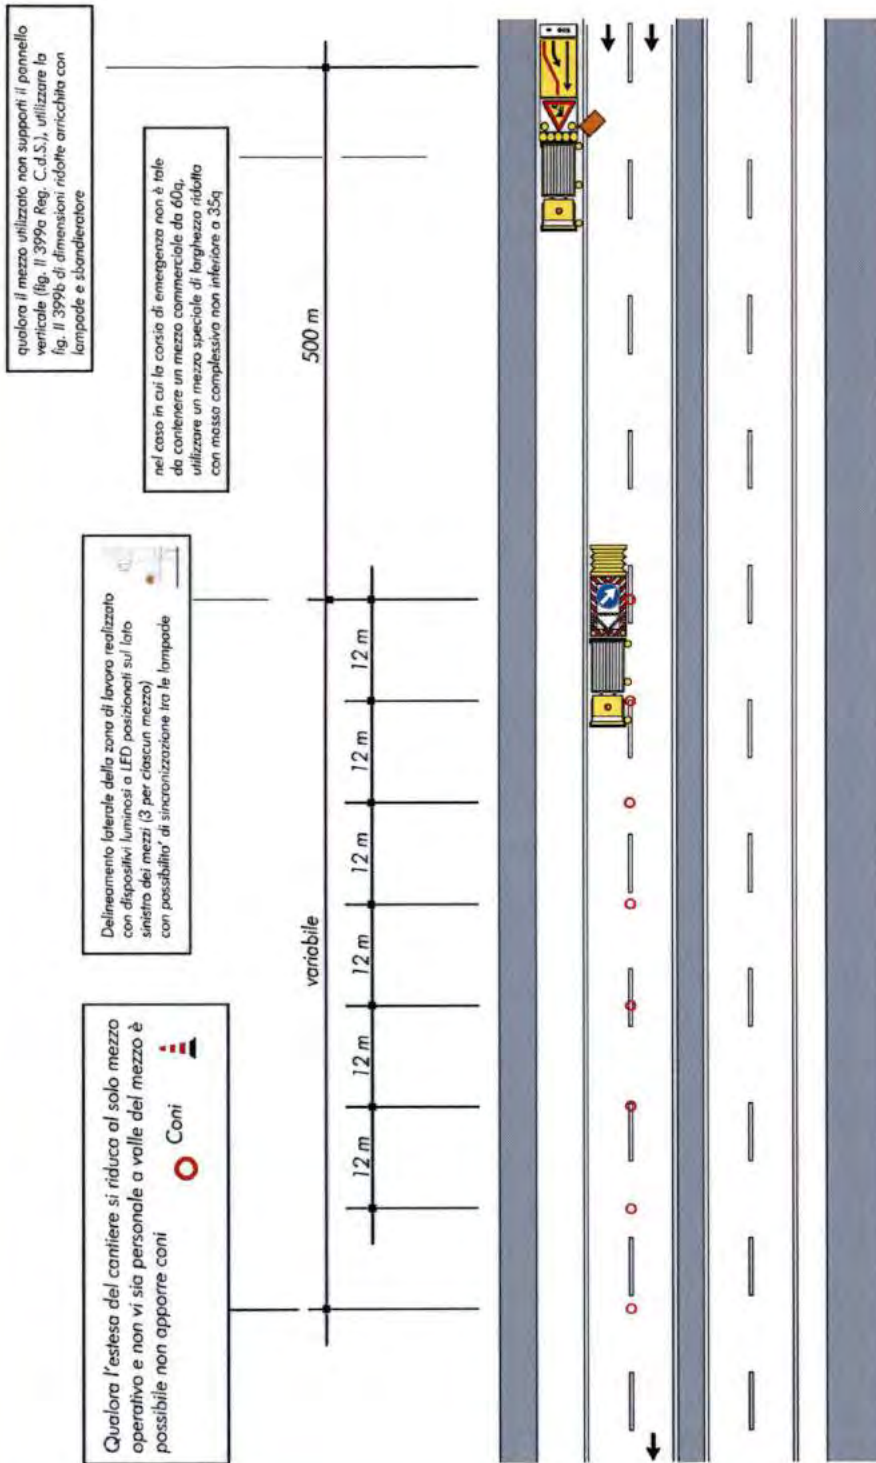 qualora il mezzo utilizzato non supporti il pannello
verticale (fig. II 399a Reg. C.d.S.), utilizzare la
fig. II 399b di dimensioni ridotte arricchita con
lampade e sbandieratore
nel caso in cui la corsia di emergenza non è tale
da contenere un mezzo commerciale da 60q,
utilizzare un mezzo speciale di larghezza ridotta
con massa complessiva non inferiore a 35q
Delineamento laterale della zona di lavoro realizzato
con dispositivi luminosi a LED posizionati sul lato
sinistro dei mezzi (3 per ciascun mezzo)
con possibilita' di sincronizzazione tra le lampade
Qualora l'estesa del cantiere si riduca al solo mezzo
operativo e non vi sia personale a valle del mezzo è
possibile non apporre coni
Coni
500 m
variabile
12 m
12 m
12 m
12 m
12 m
12 m